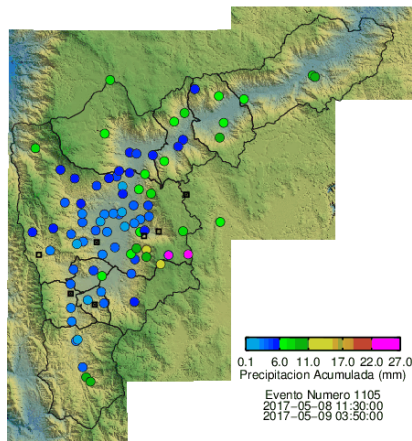 0.1 6.0 11.0 17.0 22.0 27.0
Precipitacion Acumulada (mm)
Evento Numero 1105
2017-05-08 11:30:00
2017-05-09 03:50:00